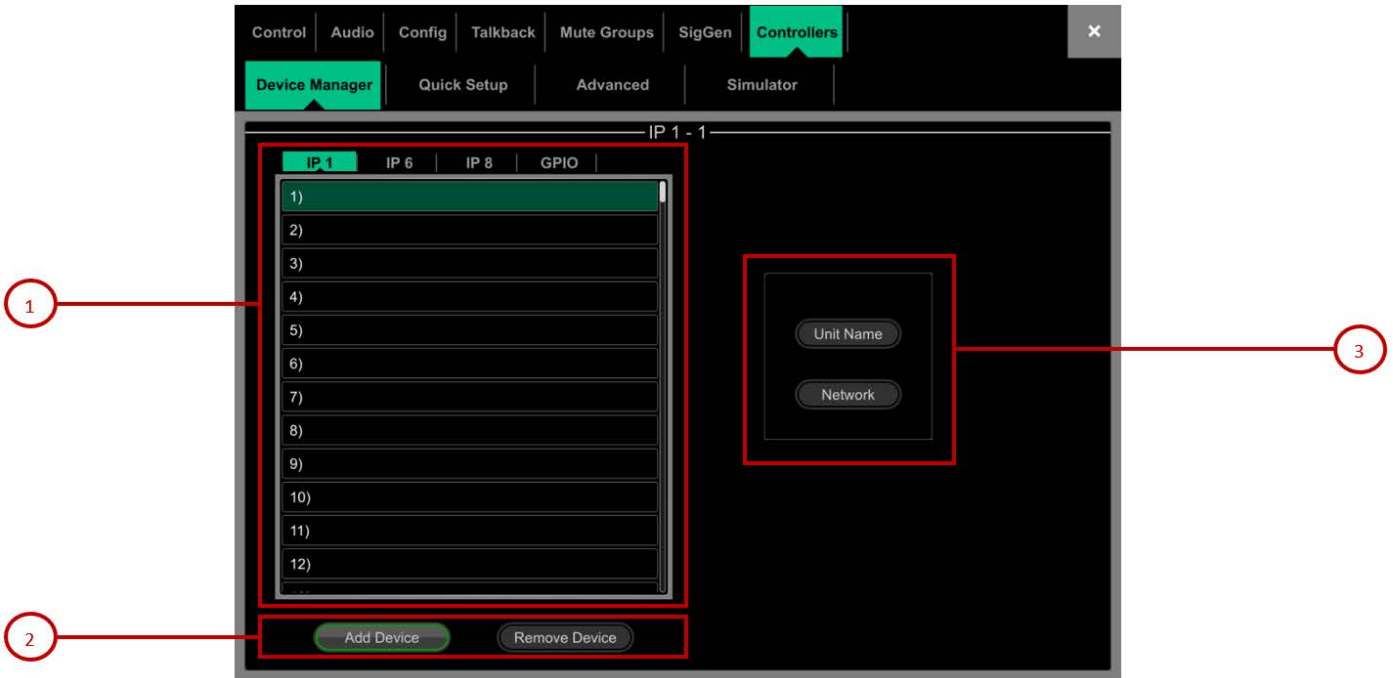 Control Audio Config Talkback Mute Groups SigGen Controllers ×
Device Manager Quick Setup Advanced Simulator
IP 1 - 1
IP 1 IP 6 IP 8 GPIO
1)
2)
3)
4)
5)
6)
7)
8)
9)
10)
11)
12)
Add Device Remove Device
Unit Name
Network
1
2
3